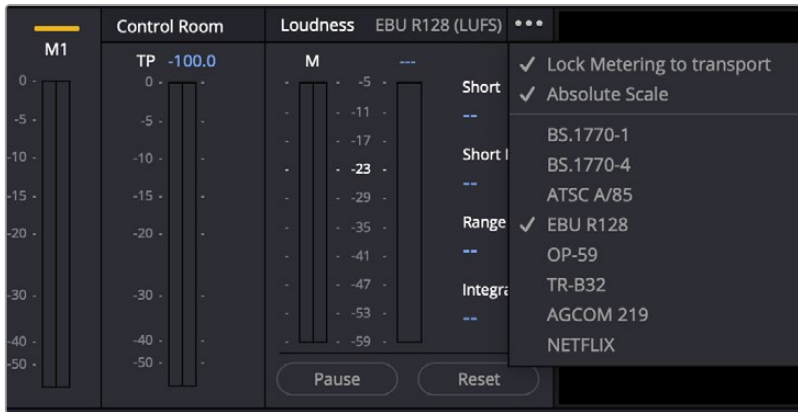 M1
0
-5
-10
-15
-20
-30
-40
-50
Control Room
TP -100.0
0
-5
-10
-15
-20
-30
-40
-50
Loudness EBU R128 (LUFS) •••
M ---
-5
-11
-17
-23
-29
-35
-41
-47
-53
-59
Short
--
Short
--
Range
--
--
Pause Reset
✓ Lock Metering to transport
✓ Absolute Scale
BS.1770-1
BS.1770-4
ATSC A/85
✓ EBU R128
OP-59
TR-B32
AGCOM 219
NETFLIX